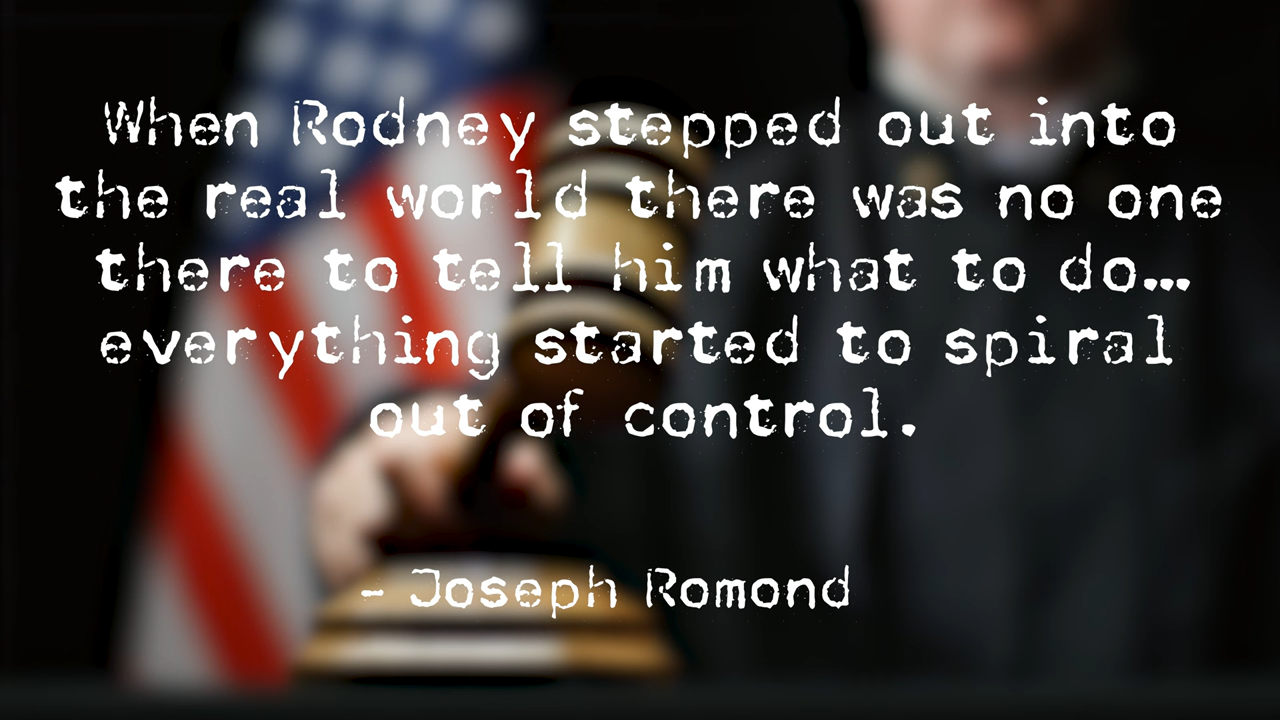 When Rodney stepped out into
the real world there was no one
there to tell him what to do…
everything started to spiral
out of control.
- Joseph Romond